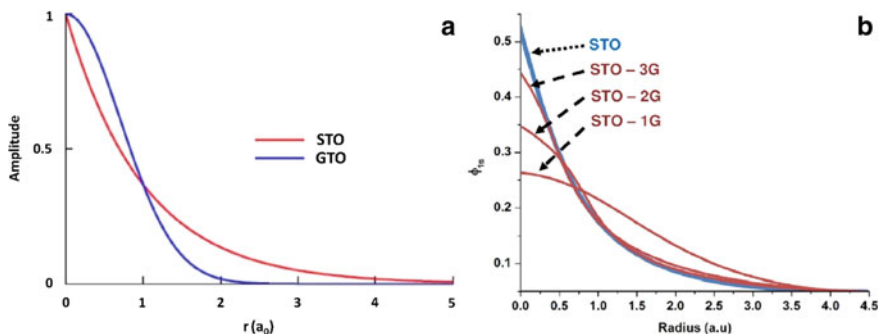 a
1
0.5
0
Amplitude
STO
GTO
0
1
2
3
4
5
r (a₀)
b
0.5
0.4
0.3
0.2
0.1
ϕ₁ₛ
STO
STO – 3G
STO – 2G
STO – 1G
0.0
0.5
1.0
1.5
2.0
2.5
3.0
3.5
4.0
4.5
Radius (a.u)